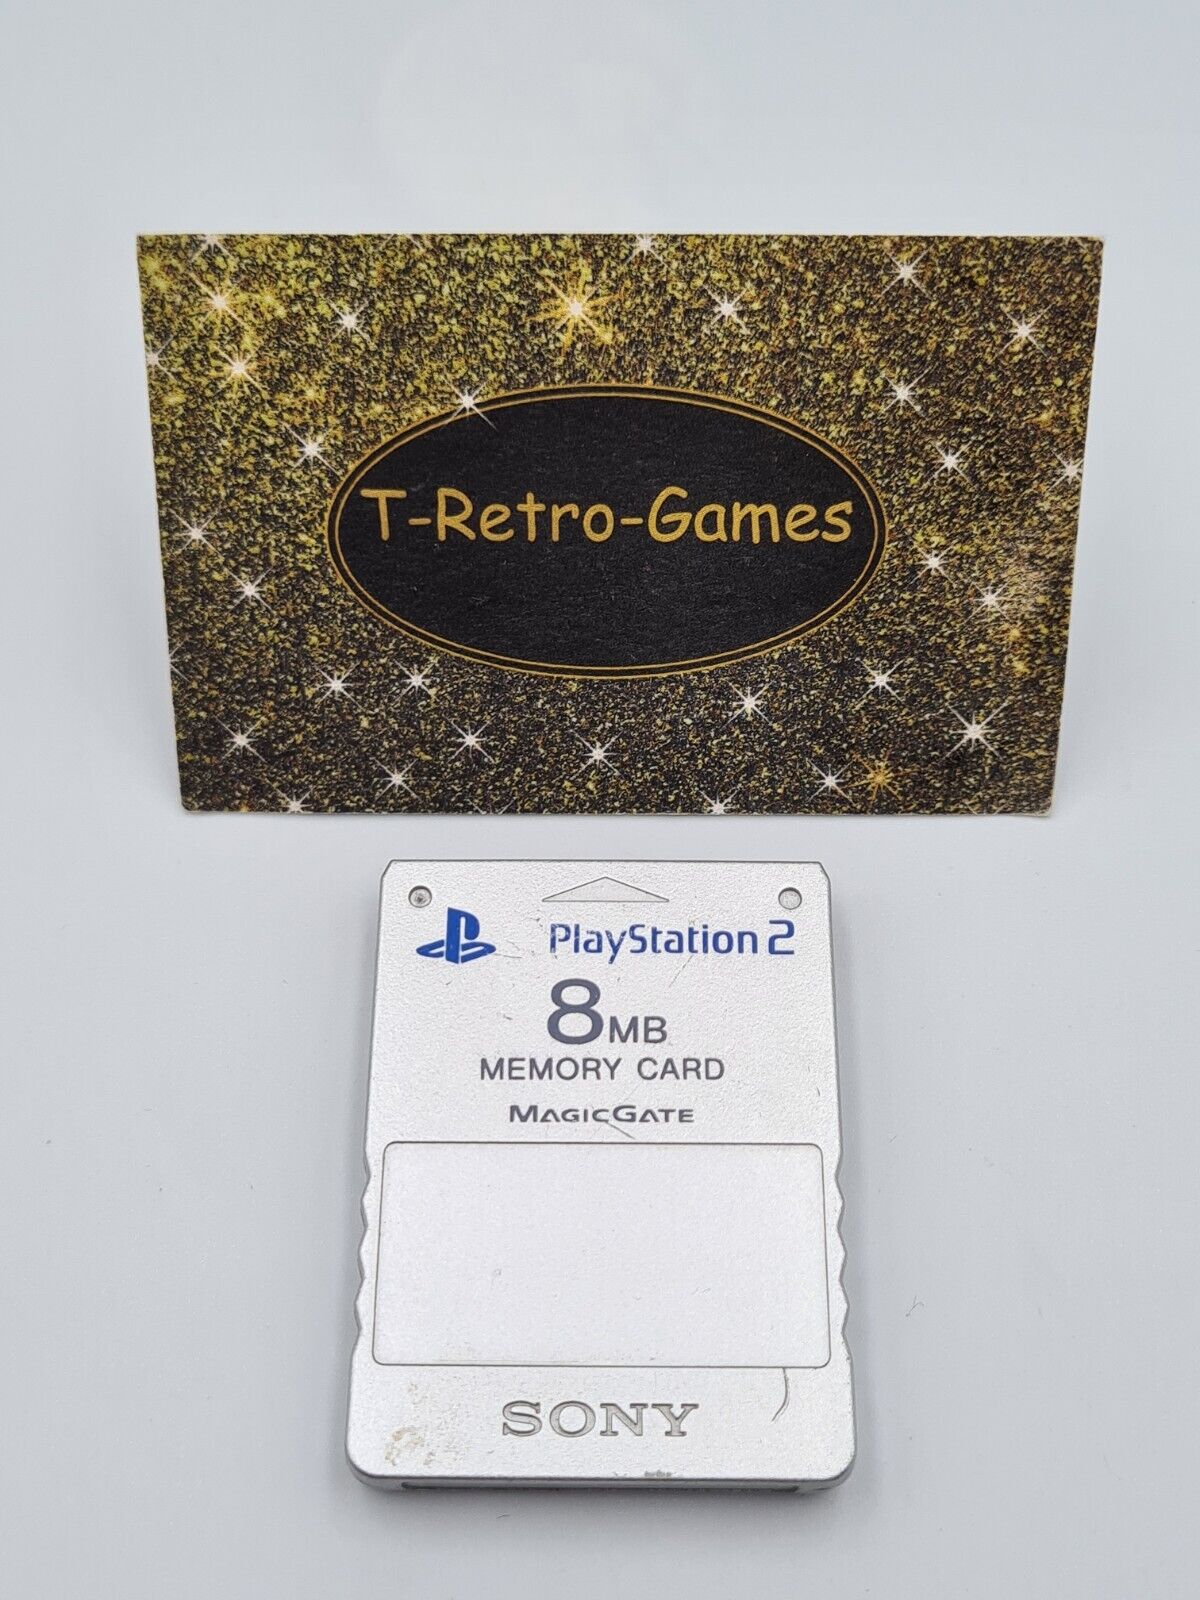 T-Retro-Games
PlayStation 2
8MB
MEMORY CARD
MAGICGATE
SONY